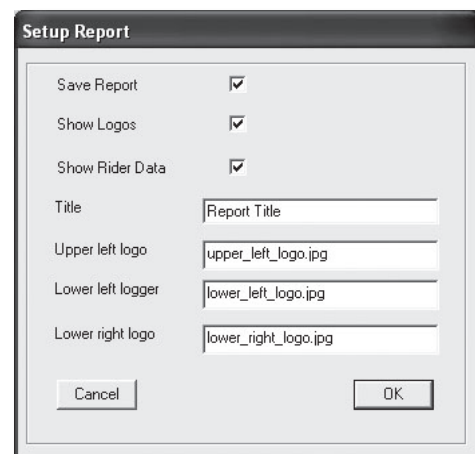 Setup Report
Save Report
Show Logos
Show Rider Data
Title Report Title
Upper left logo upper_left_logo.jpg
Lower left logger lower_left_logo.jpg
Lower right logo lower_right_logo.jpg
Cancel OK